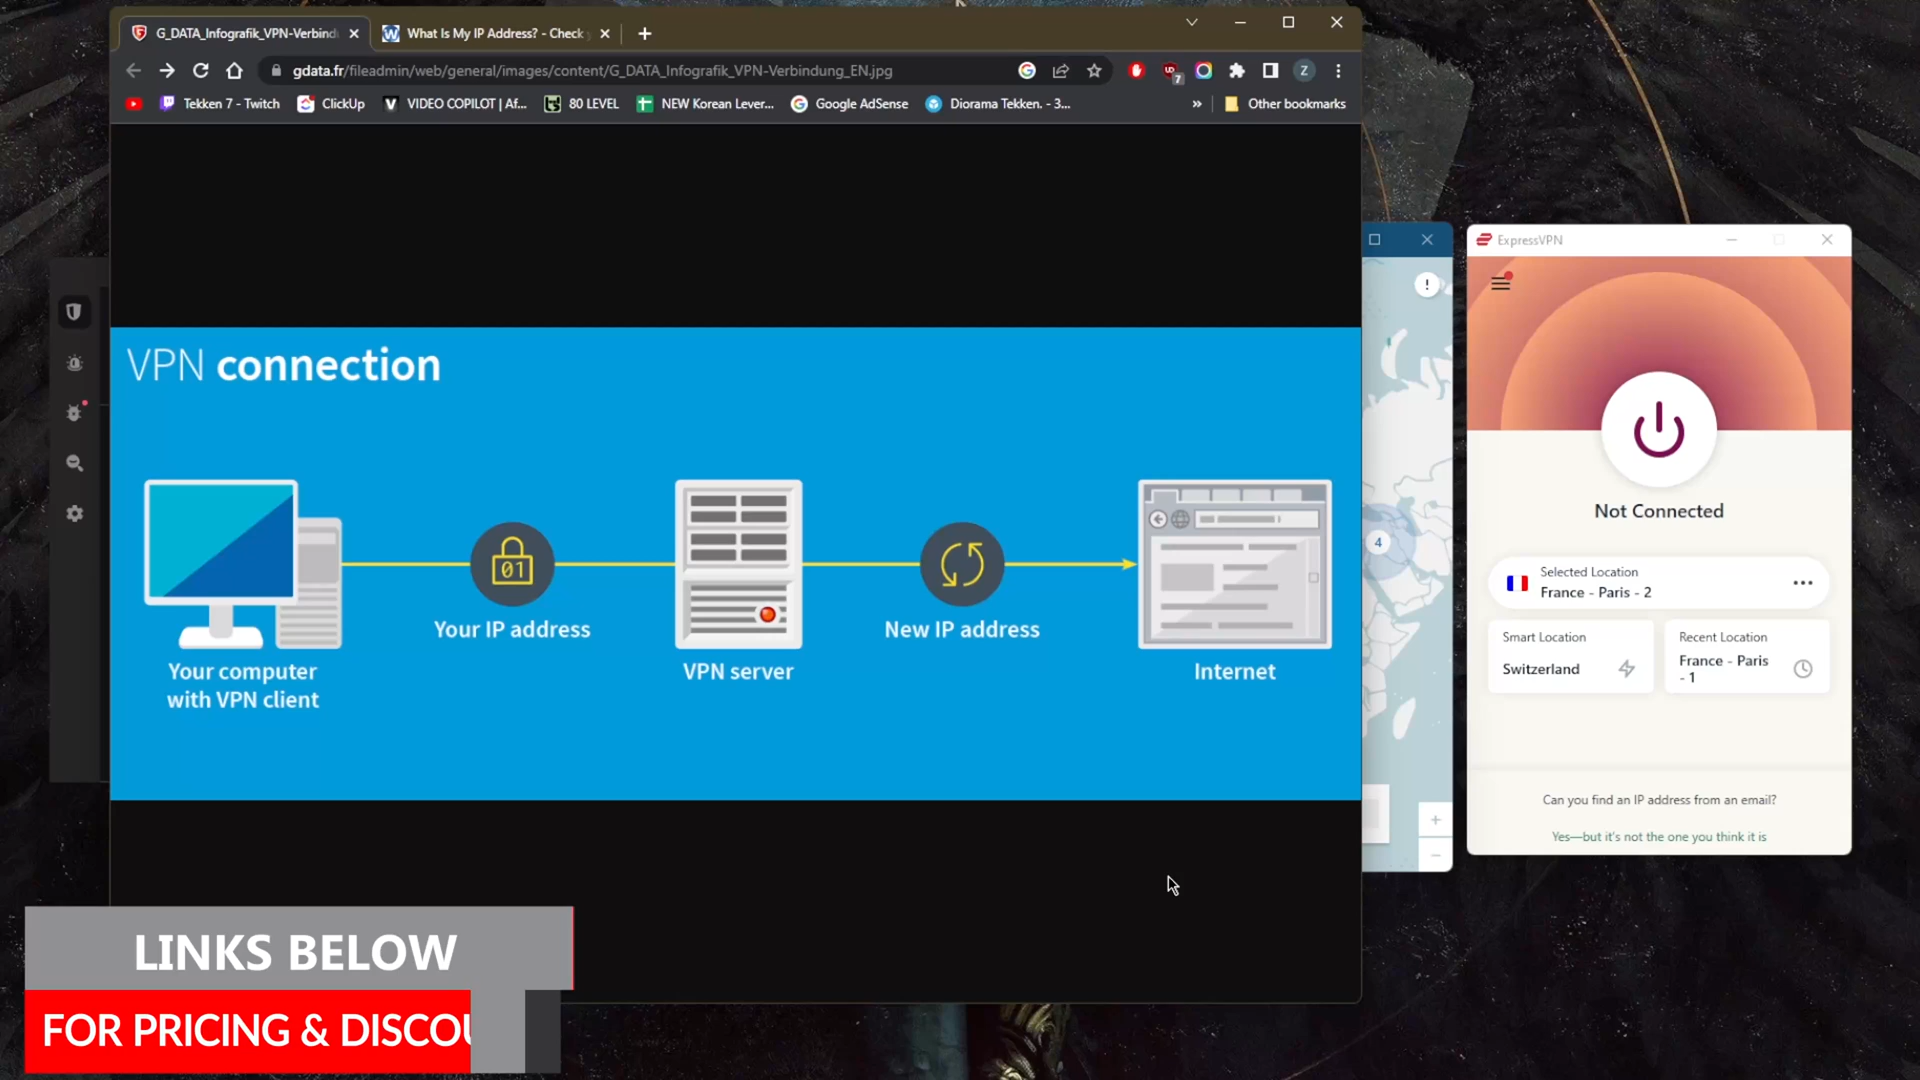 G_DATA_Infografik_VPN-Verbind
What Is My IP Address? - Check
gdata.fr/fileadmin/web/general/images/content/G_DATA_Infografik_VPN-Verbindung_EN.jpg
7
Z
Tekken 7 - Twitch
ClickUp
VIDEO COPILOT | Af...
80 LEVEL
NEW Korean Lever...
Google AdSense
Diorama Tekken. - 3...
»
Other bookmarks
VPN connection
01
Your IP address
New IP address
Your computer
with VPN client
VPN server
Internet
!
4
+
−
ExpressVPN
Not Connected
Selected Location
France - Paris - 2
Smart Location
Switzerland
Recent Location
France - Paris
- 1
Can you find an IP address from an email?
Yes—but it's not the one you think it is
LINKS BELOW
FOR PRICING & DISCOU